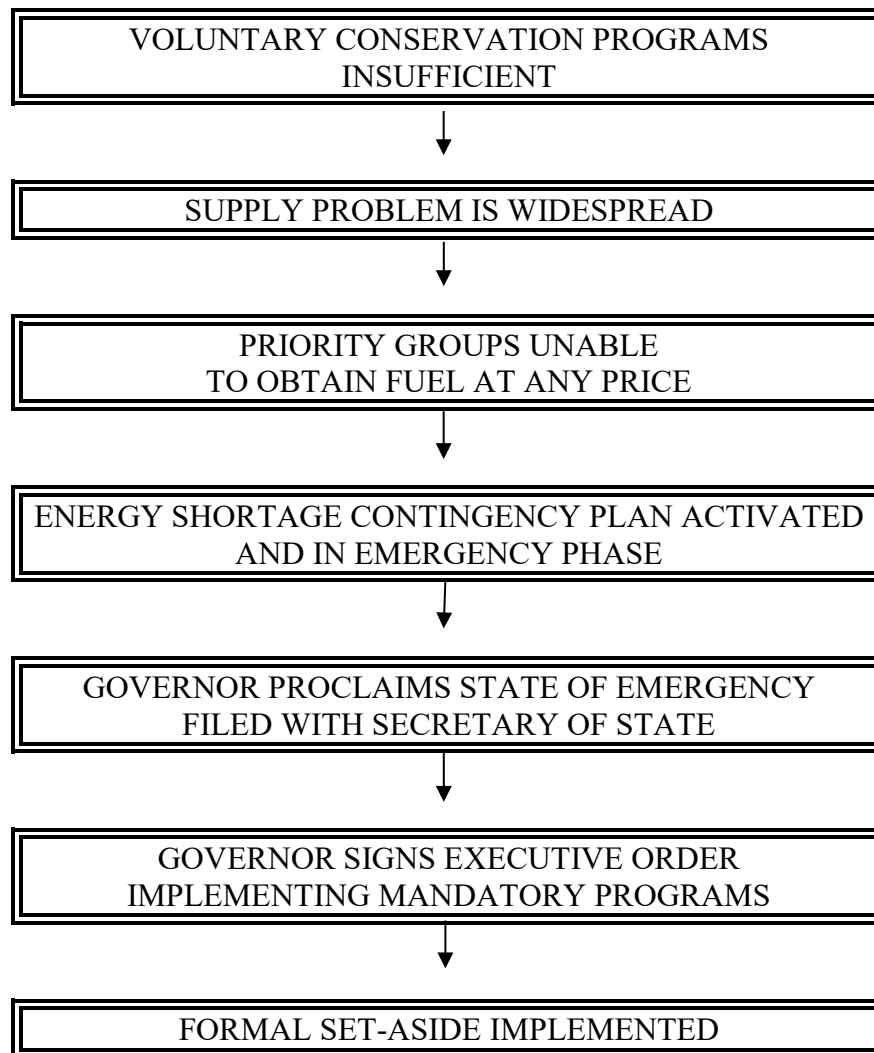 VOLUNTARY CONSERVATION PROGRAMS
INSUFFICIENT
SUPPLY PROBLEM IS WIDESPREAD
PRIORITY GROUPS UNABLE
TO OBTAIN FUEL AT ANY PRICE
ENERGY SHORTAGE CONTINGENCY PLAN ACTIVATED
AND IN EMERGENCY PHASE
GOVERNOR PROCLAIMS STATE OF EMERGENCY
FILED WITH SECRETARY OF STATE
GOVERNOR SIGNS EXECUTIVE ORDER
IMPLEMENTING MANDATORY PROGRAMS
FORMAL SET-ASIDE IMPLEMENTED